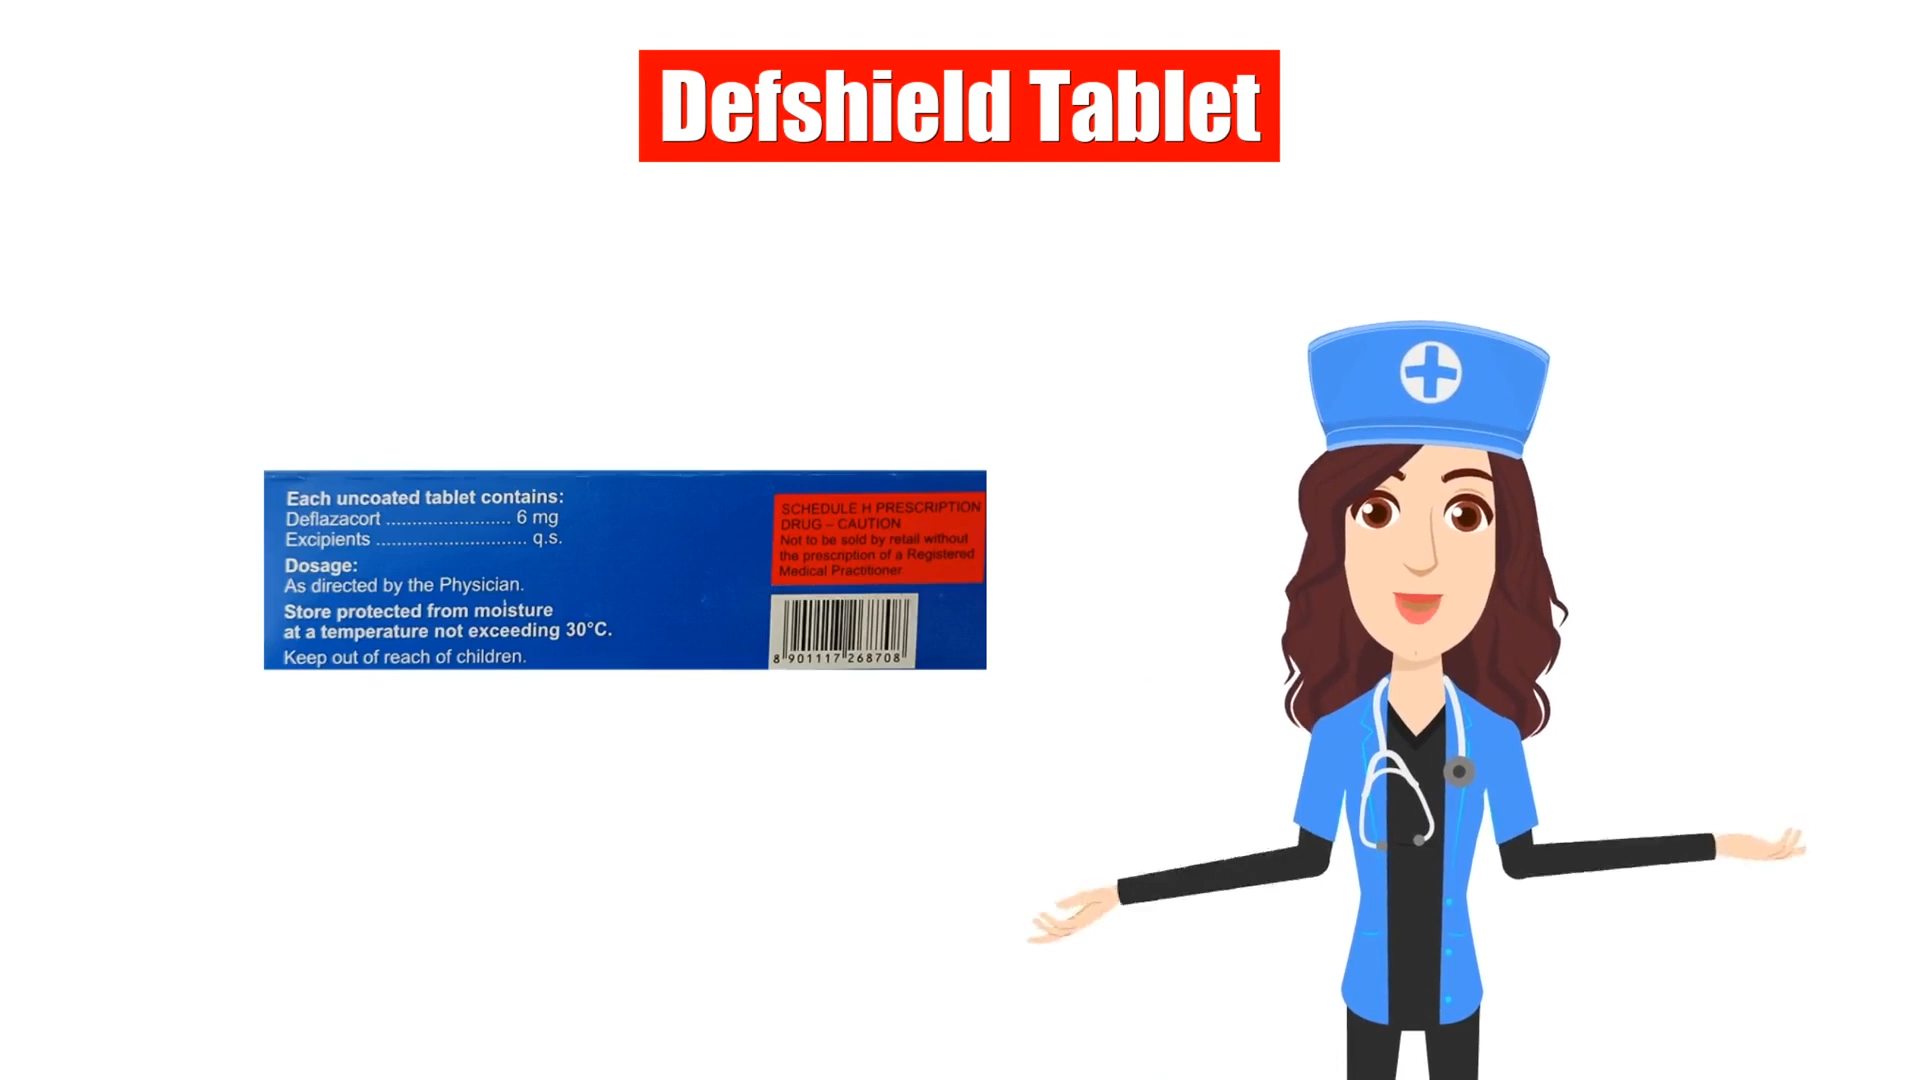 Defshield Tablet
Each uncoated tablet contains:
Deflazacort ........................ 6 mg
Excipients ............................. q.s.
Dosage:
As directed by the Physician.
Store protected from moisture
at a temperature not exceeding 30°C.
Keep out of reach of children.
SCHEDULE H PRESCRIPTION
DRUG – CAUTION
Not to be sold by retail without
the prescription of a Registered
Medical Practitioner
8 901117 268708